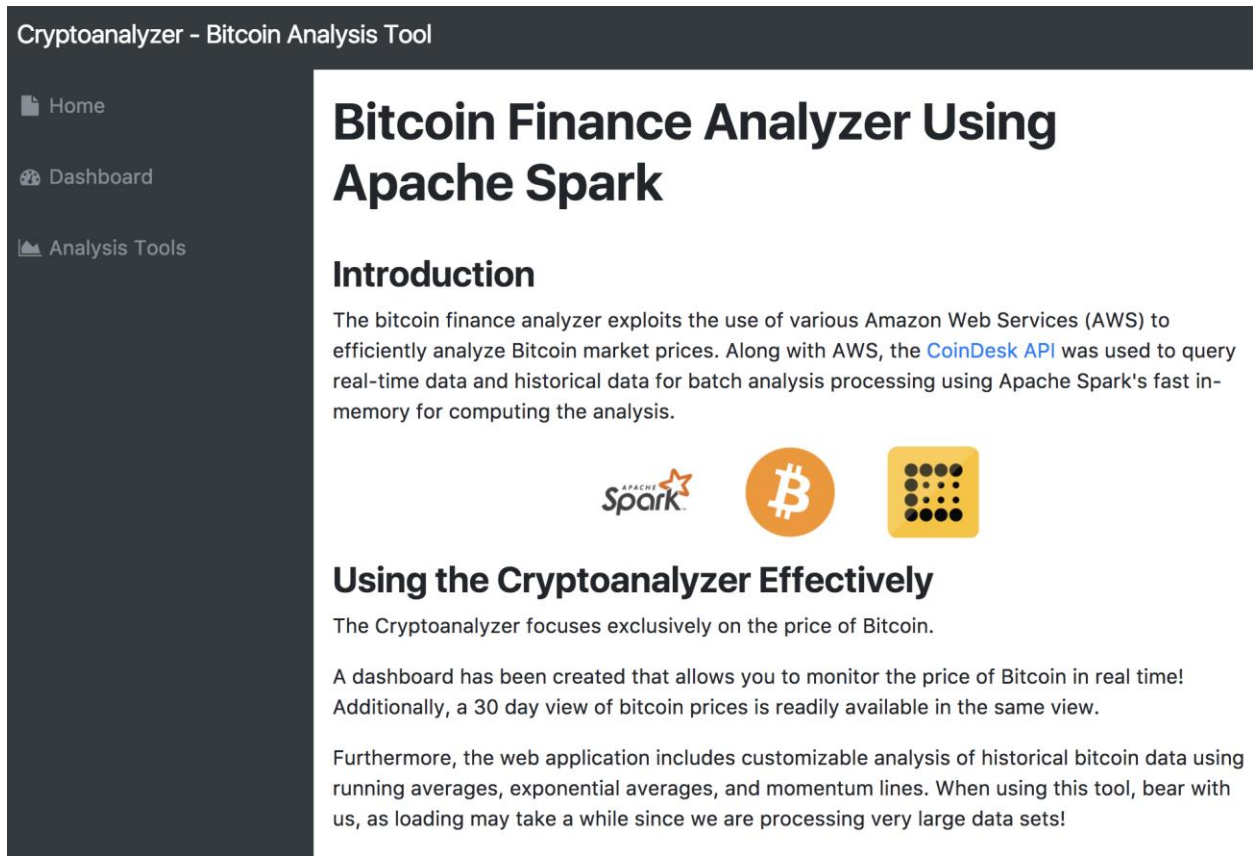 Cryptoanalyzer - Bitcoin Analysis Tool
Home
Dashboard
Analysis Tools
Bitcoin Finance Analyzer Using
Apache Spark
Introduction
The bitcoin finance analyzer exploits the use of various Amazon Web Services (AWS) to
efficiently analyze Bitcoin market prices. Along with AWS, the CoinDesk API was used to query
real-time data and historical data for batch analysis processing using Apache Spark's fast in-
memory for computing the analysis.
APACHE
Spark
Using the Cryptoanalyzer Effectively
The Cryptoanalyzer focuses exclusively on the price of Bitcoin.
A dashboard has been created that allows you to monitor the price of Bitcoin in real time!
Additionally, a 30 day view of bitcoin prices is readily available in the same view.
Furthermore, the web application includes customizable analysis of historical bitcoin data using
running averages, exponential averages, and momentum lines. When using this tool, bear with
us, as loading may take a while since we are processing very large data sets!